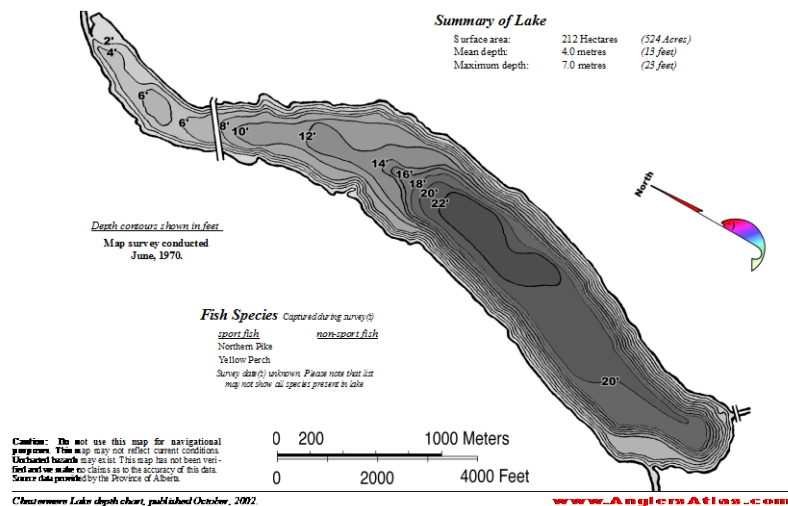 Summary of Lake
Surface area: 212 Hectares (524 Acres)
Mean depth: 4.0 metres (13 feet)
Maximum depth: 7.0 metres (23 feet)
2'
4'
6'
6'
8'
10'
12'
14'
16'
18'
20'
22'
North
Depth contours shown in feet
Map survey conducted
June, 1970.
Fish Species Captured during survey(s)
sport fish non-sport fish
Northern Pike
Yellow Perch
Survey date(s) unknown. Please note that list
may not show all species present in lake
20'
Caution: Do not use this map for navigational
purposes. This map may not reflect current conditions.
Uncharted hazards may exist. This map has not been veri-
fied and we make no claims as to the accuracy of this data.
Source data provided by the Province of Alberta.
0 200 1000 Meters
0 2000 4000 Feet
Chestermere Lake depth chart, published October, 2002.
www.AnglersAtlas.com